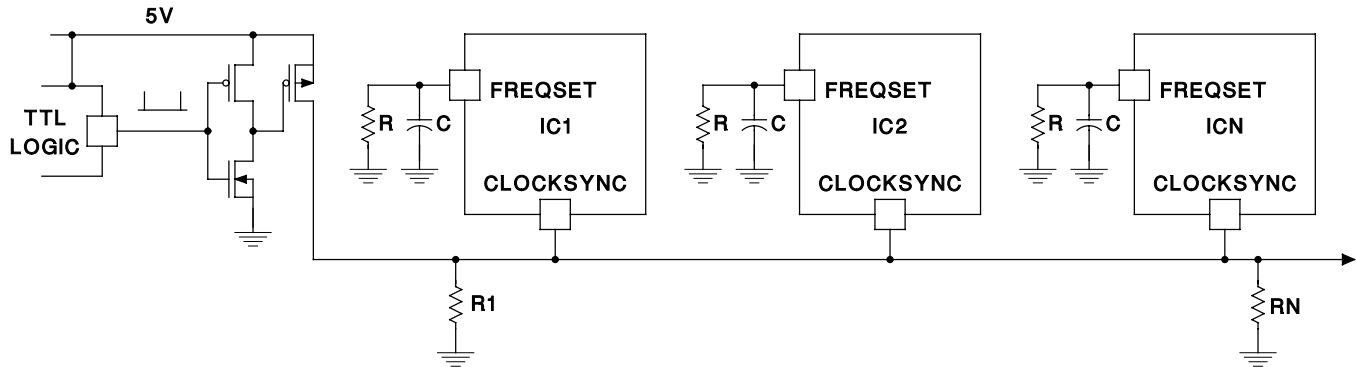 5V
TTL
LOGIC
R
C
FREQSET
IC1
CLOCKSYNC
R
C
FREQSET
IC2
CLOCKSYNC
R
C
FREQSET
ICN
CLOCKSYNC
R1
RN